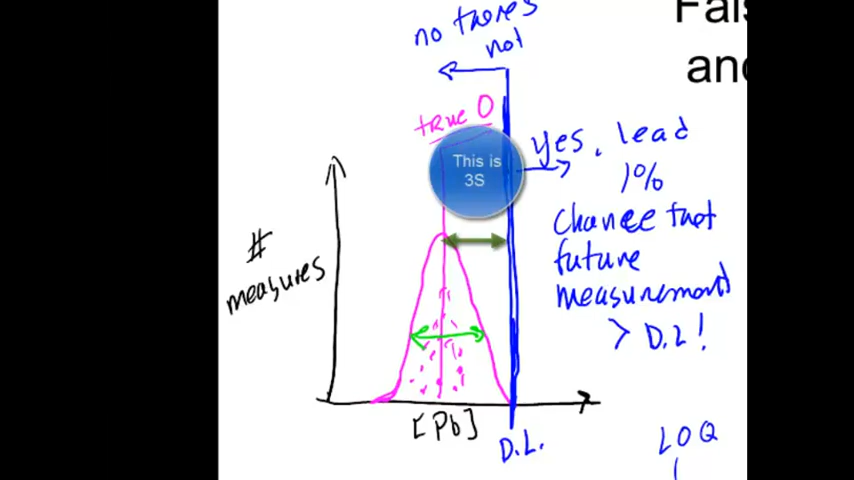 no there's
not
Fals
and
true 0
This is
3S
yes, lead
1%
Chance that
future
measurement
> D.L!
#
measures
[Pb]
D.L.
LOQ